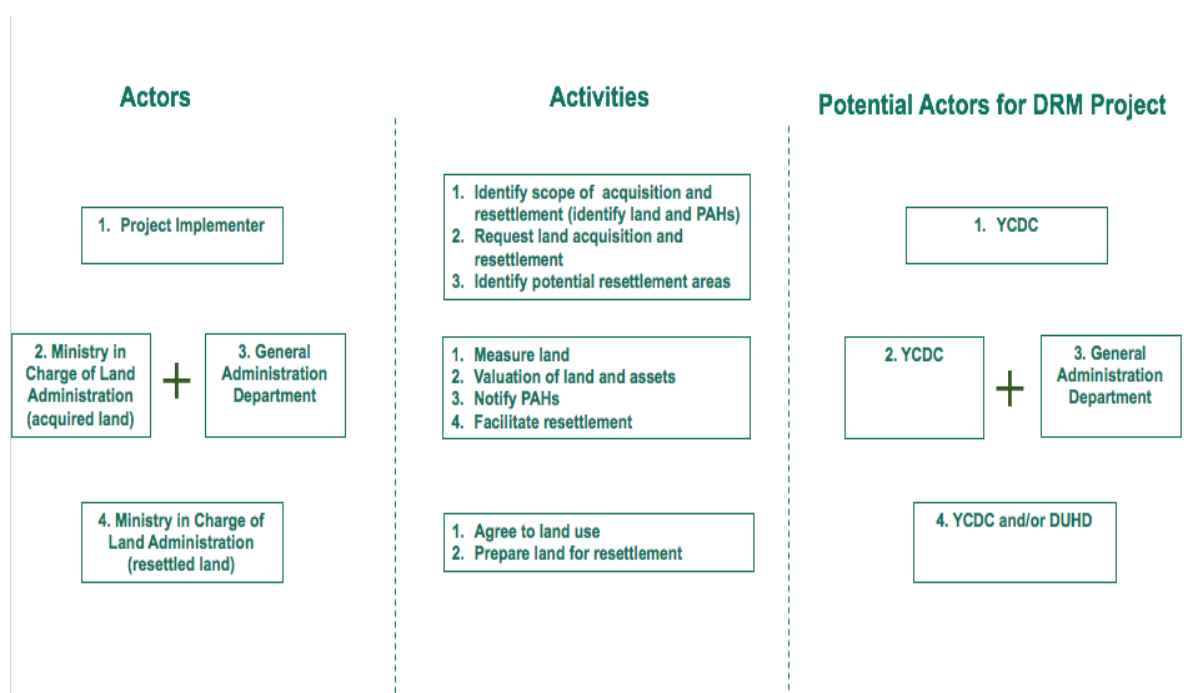 Actors
Activities
Potential Actors for DRM Project
1. Project Implementer
1. Identify scope of acquisition and
resettlement (identify land and PAHs)
2. Request land acquisition and
resettlement
3. Identify potential resettlement areas
1. YCDC
2. Ministry in
Charge of Land
Administration
(acquired land)
+
3. General
Administration
Department
1. Measure land
2. Valuation of land and assets
3. Notify PAHs
4. Facilitate resettlement
2. YCDC
+
3. General
Administration
Department
4. Ministry in Charge of
Land Administration
(resettled land)
1. Agree to land use
2. Prepare land for resettlement
4. YCDC and/or DUHD